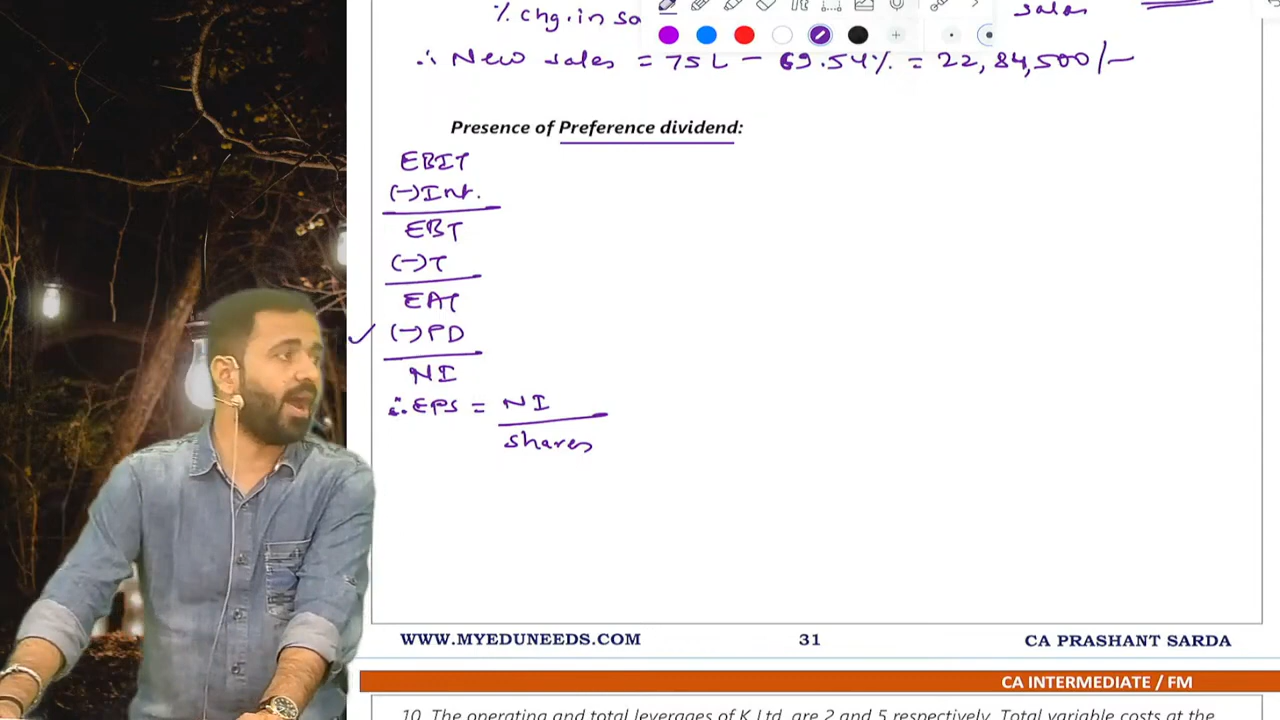 % chg.in sa
sales
∴ New sales = 75L - 69.54% = 22,84,500/-
Presence of Preference dividend:
EBIT
(-)Int.
EBT
(-)T
EAT
(-)PD
NI
∴EPS = NI
shares
WWW.MYEDUNEEDS.COM 31 CA PRASHANT SARDA
CA INTERMEDIATE / FM
10. The operating and total leverages of K Ltd. are 2 and 5 respectively. Total variable costs at the